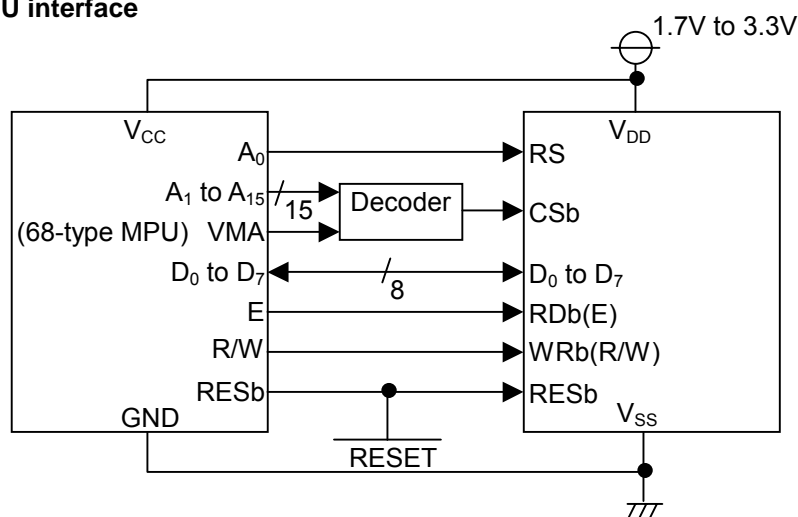 U interface
1.7V to 3.3V
VCC
VDD
A0
RS
A1 to A15
15
Decoder
CSb
(68-type MPU)
VMA
D0 to D7
8
D0 to D7
E
RDb(E)
R/W
WRb(R/W)
RESb
RESb
GND
VSS
RESET